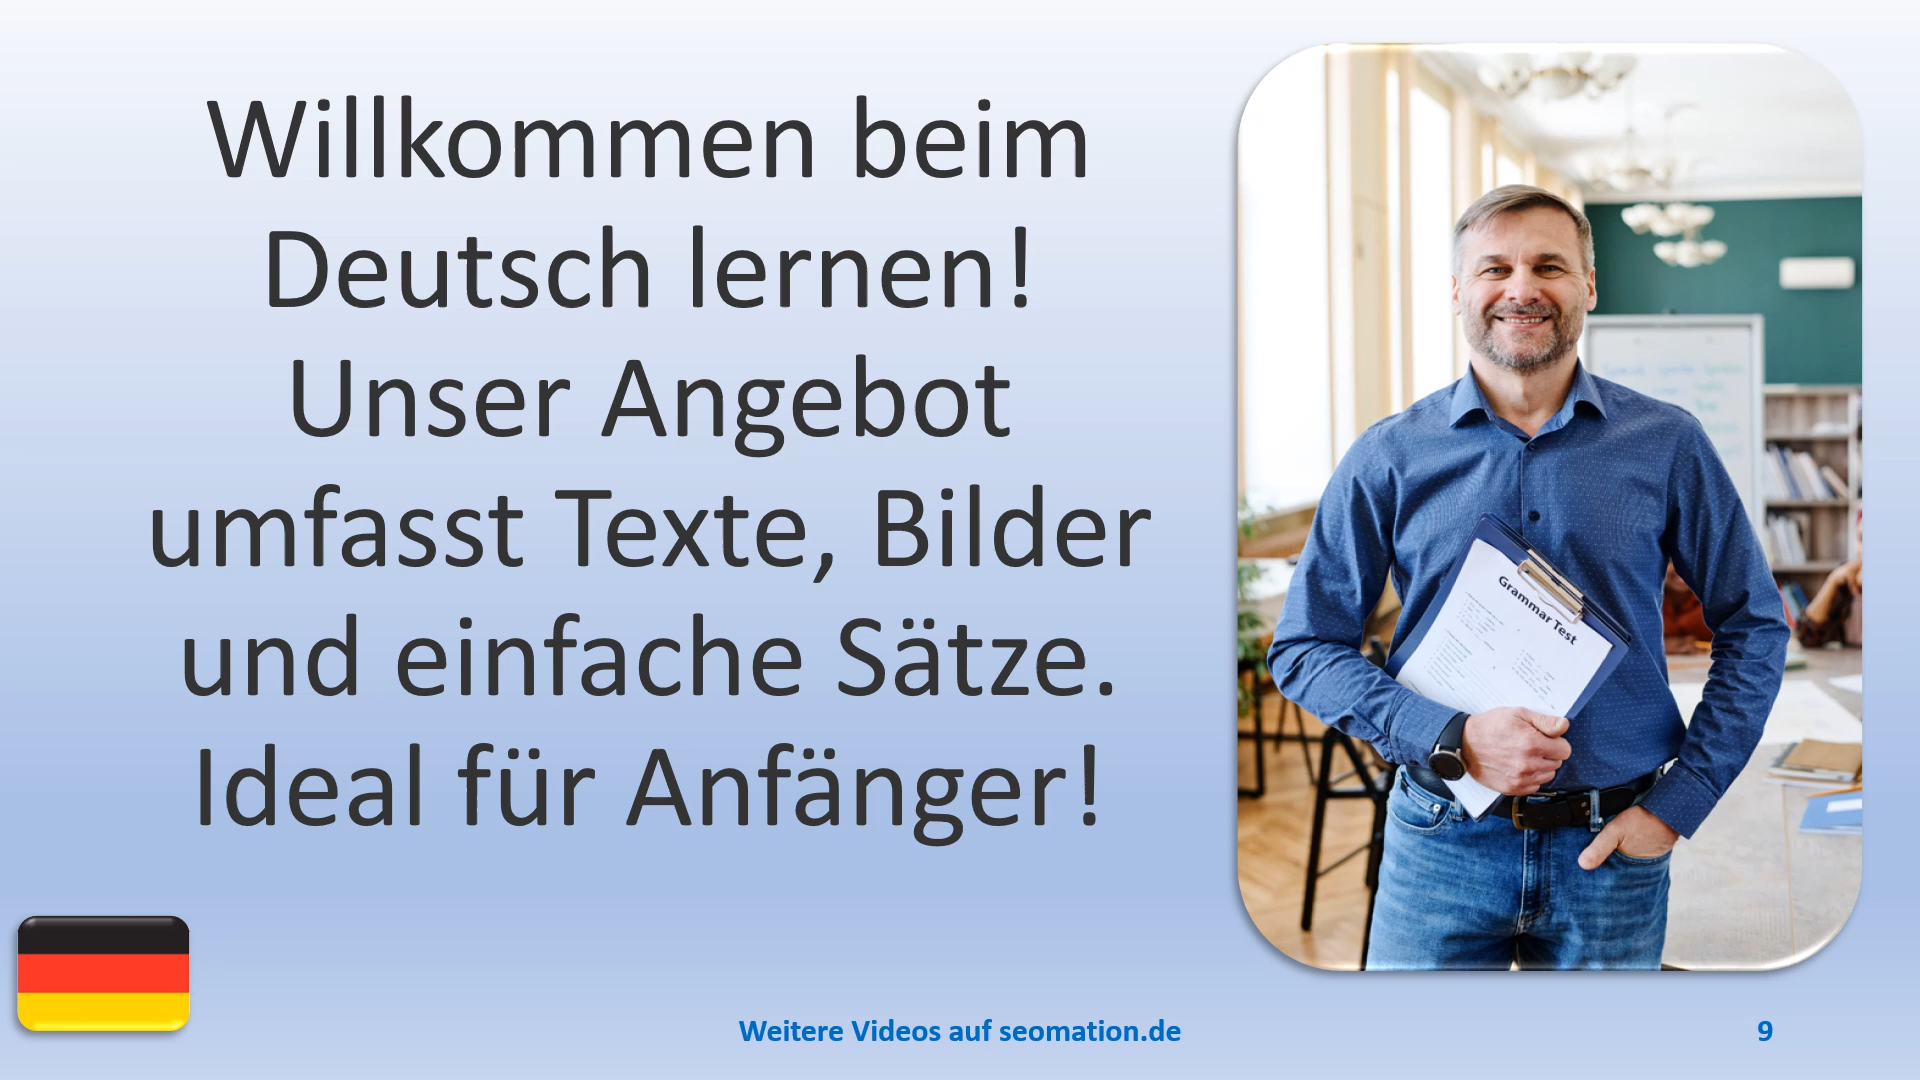 Willkommen beim
Deutsch lernen!
Unser Angebot
umfasst Texte, Bilder
und einfache Sätze.
Ideal für Anfänger!
Grammar Test
Weitere Videos auf seomation.de
9